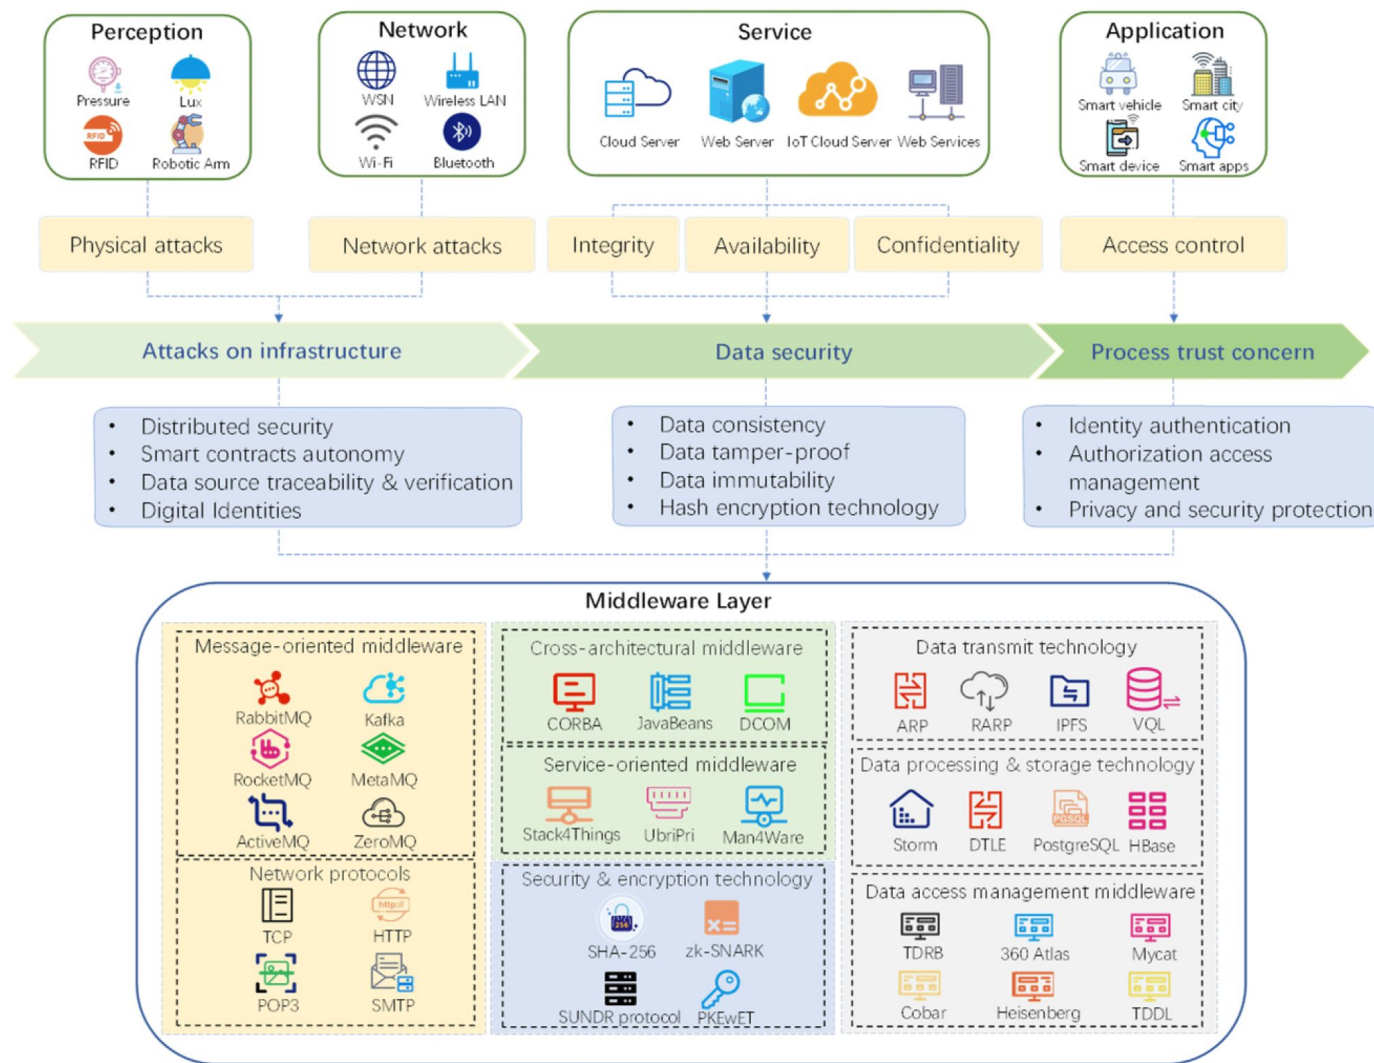 Perception
Pressure
Lux
RFID
RFID
Robotic Arm
Network
WSN
Wireless LAN
Wi-Fi
Bluetooth
Service
Cloud Server
Web Server
IoT Cloud Server
Web Services
Application
Smart vehicle
Smart city
Smart device
Smart apps
Physical attacks
Network attacks
Integrity
Availability
Confidentiality
Access control
Attacks on infrastructure
Data security
Process trust concern
• Distributed security
• Smart contracts autonomy
• Data source traceability & verification
• Digital Identities
• Data consistency
• Data tamper-proof
• Data immutability
• Hash encryption technology
• Identity authentication
• Authorization access
management
• Privacy and security protection
Middleware Layer
Message-oriented middleware
RabbitMQ
Kafka
RocketMQ
MetaMQ
ActiveMQ
ZeroMQ
Network protocols
TCP
http://
HTTP
POP3
SMTP
Cross-architectural middleware
CORBA
JavaBeans
DCOM
Service-oriented middleware
Stack4Things
UbriPri
Man4Ware
Security & encryption technology
256
SHA-256
zk-SNARK
SUNDR protocol
PKEwET
Data transmit technology
ARP
RARP
IPFS
VQL
Data processing & storage technology
Storm
DTLE
PGSQL
PostgreSQL
HBase
Data access management middleware
TDRB
360 Atlas
Mycat
Cobar
Heisenberg
TDDL